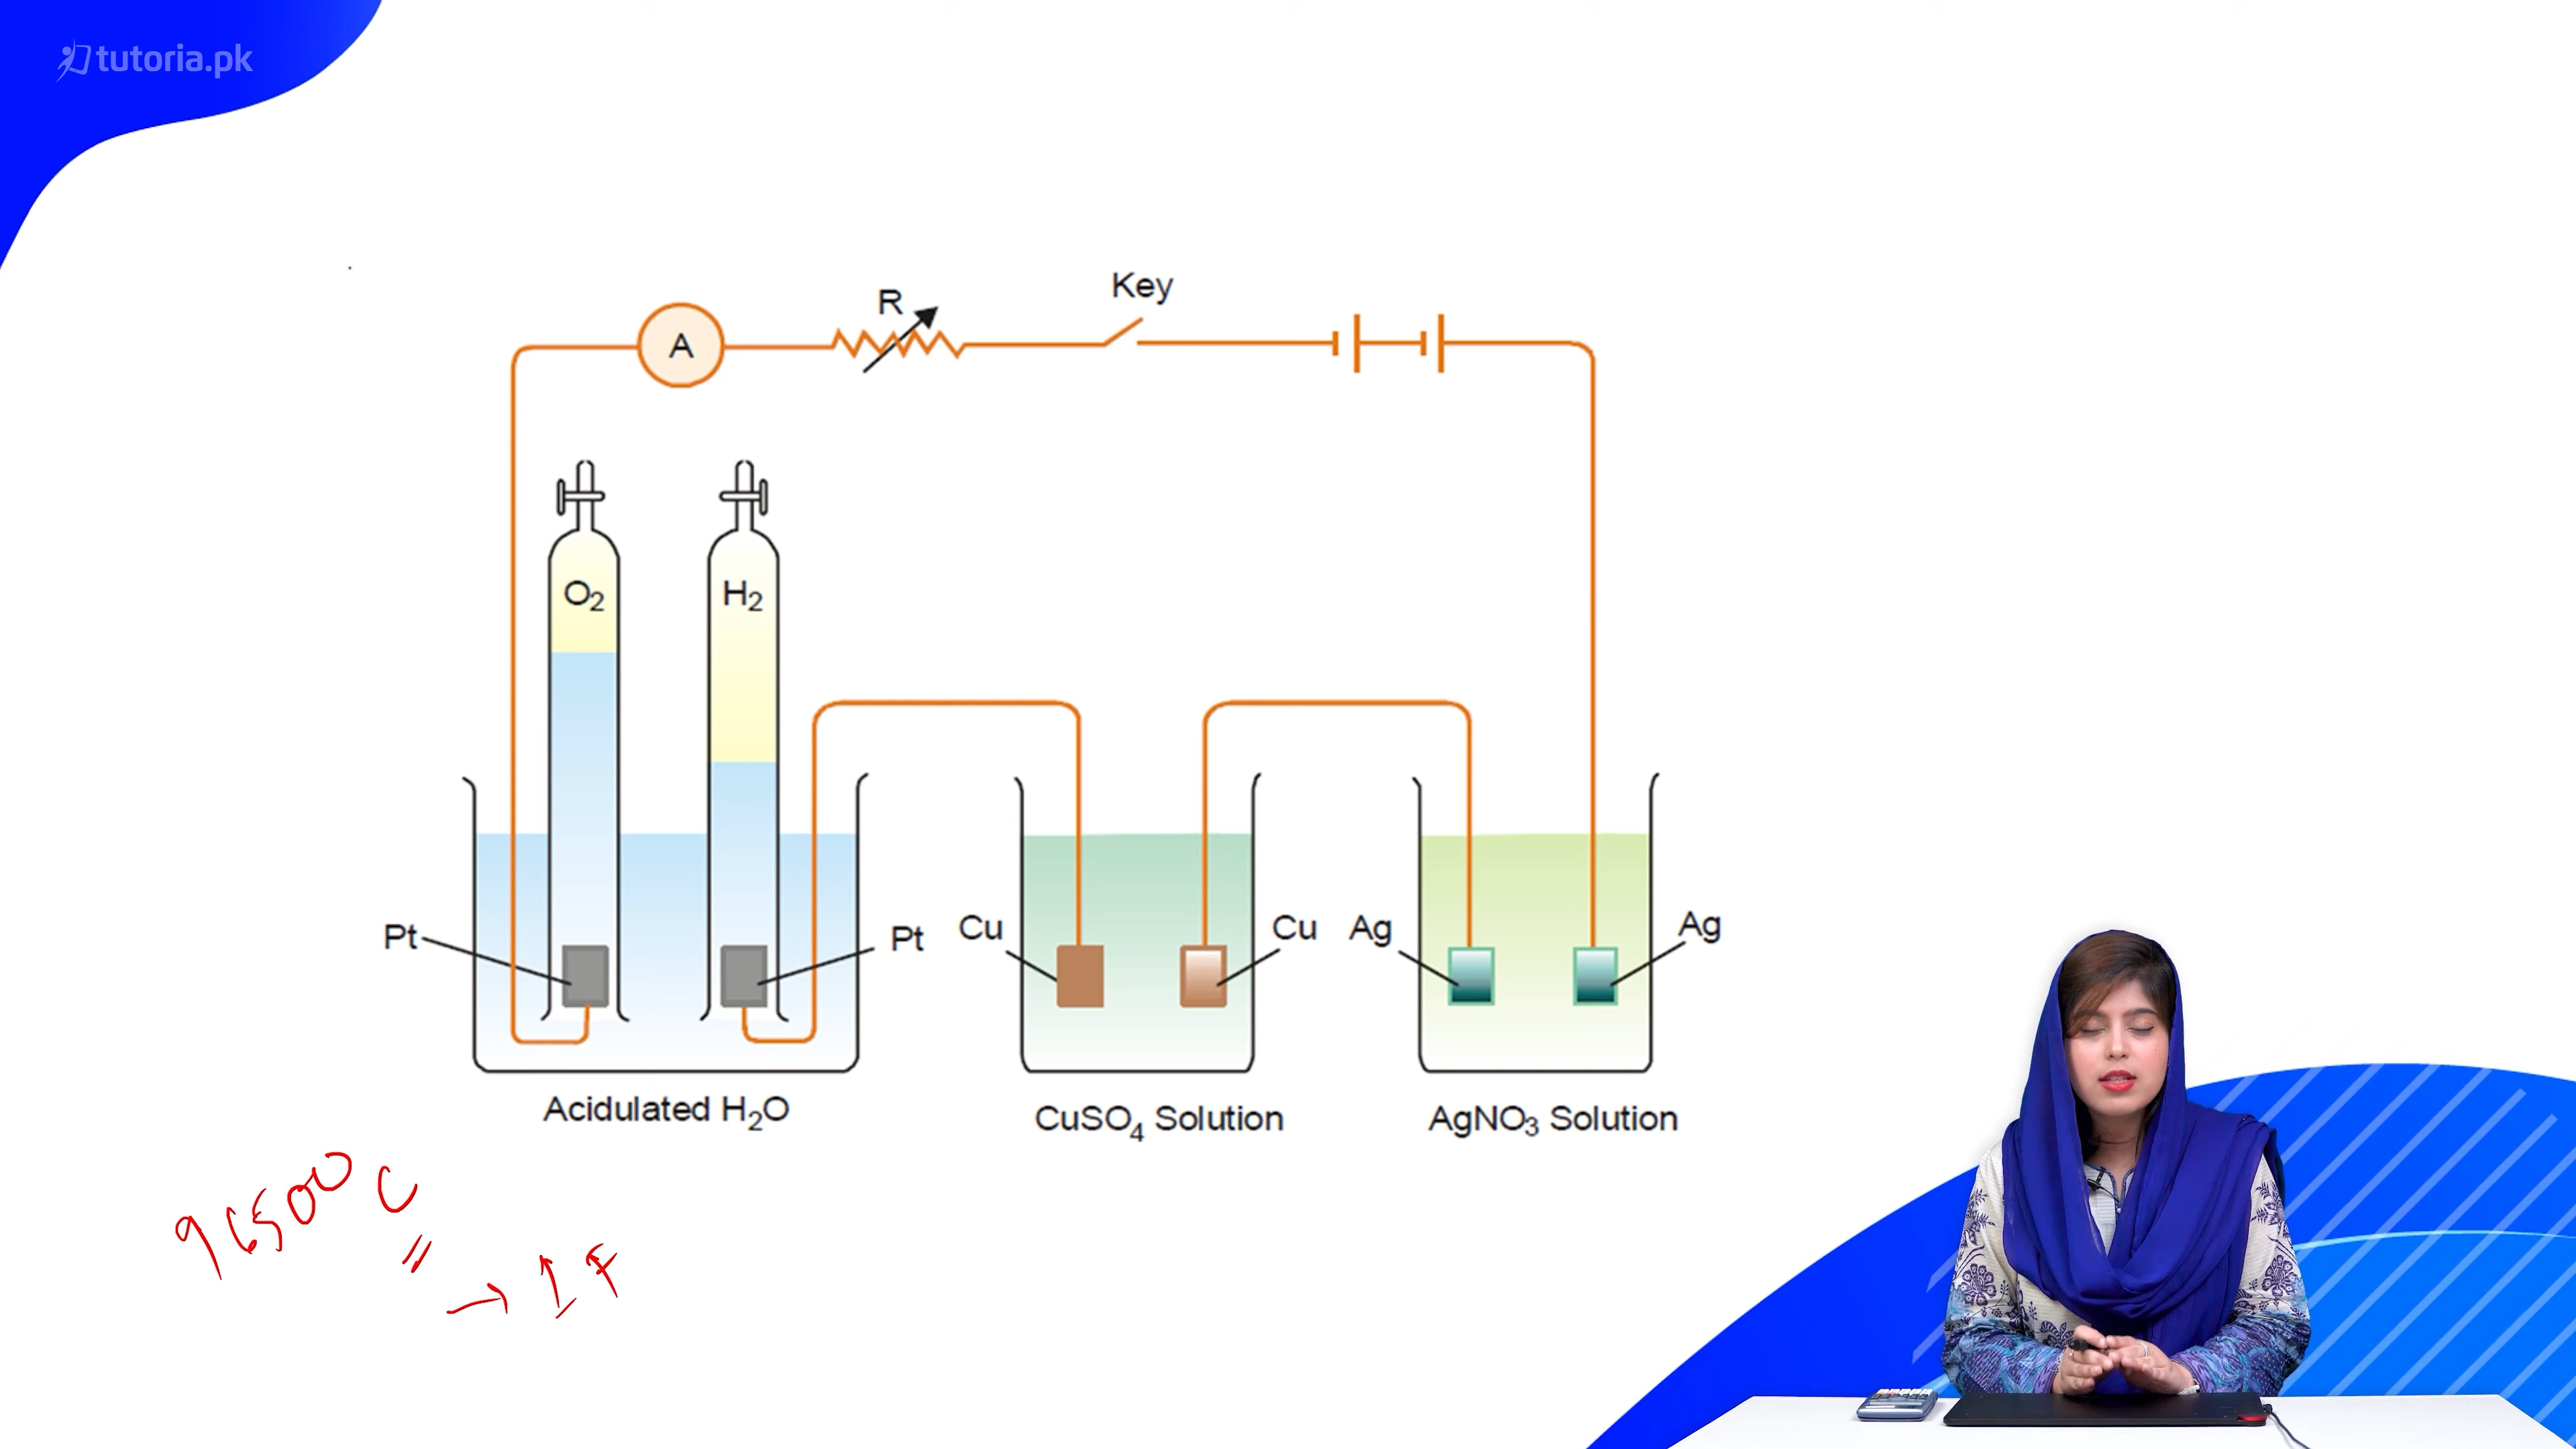 tutoria.pk
Key
R
A
O₂
H₂
Pt
Pt
Cu
Cu
Ag
Ag
Acidulated H₂O
CuSO₄ Solution
AgNO₃ Solution
96500 C
=
→ 1 F